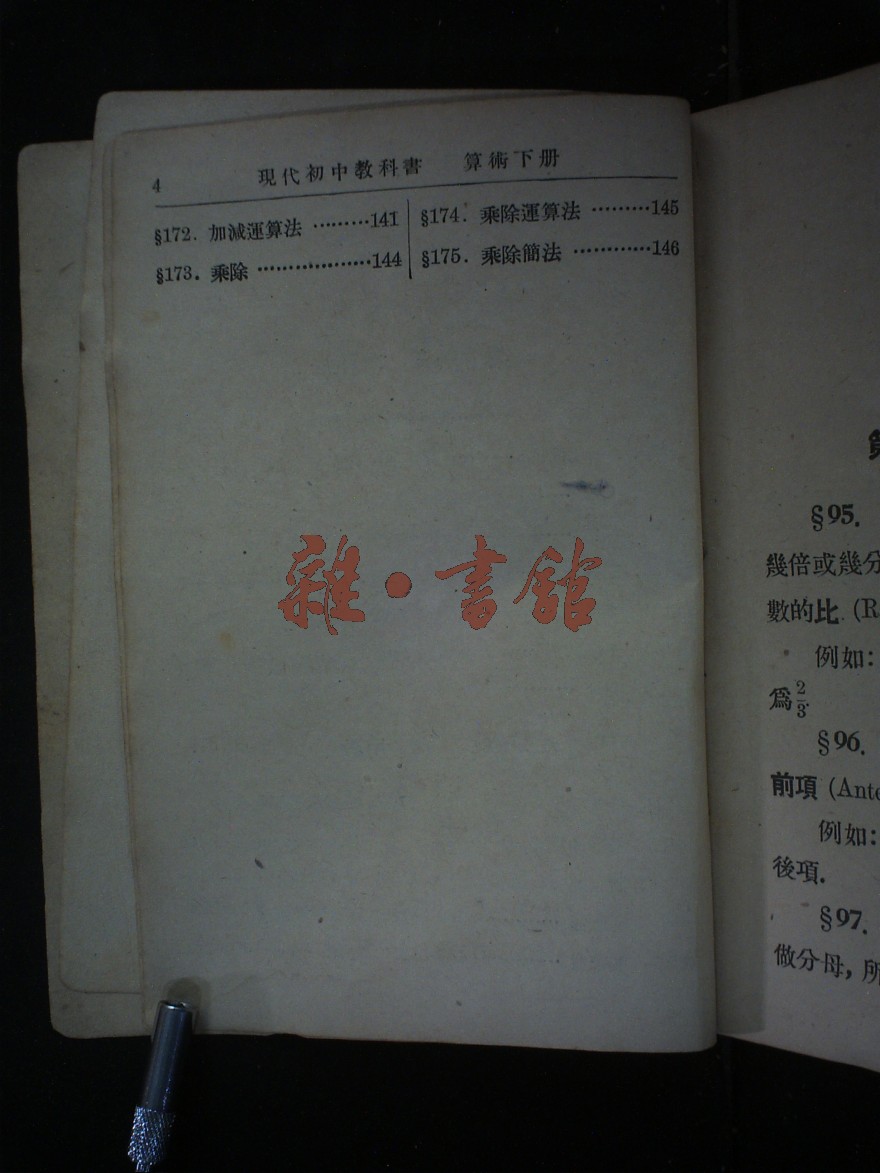 4 現代初中教科書 算術下册
§172. 加減運算法 ………141
§173. 乘除 ………………144
§174. 乘除運算法 ………145
§175. 乘除簡法 …………146
雜·書館
§95.
幾倍或幾分
數的比 (R
例如:
爲2/3.
§96.
前項 (Ante
例如:
後項.
§97.
做分母, 所